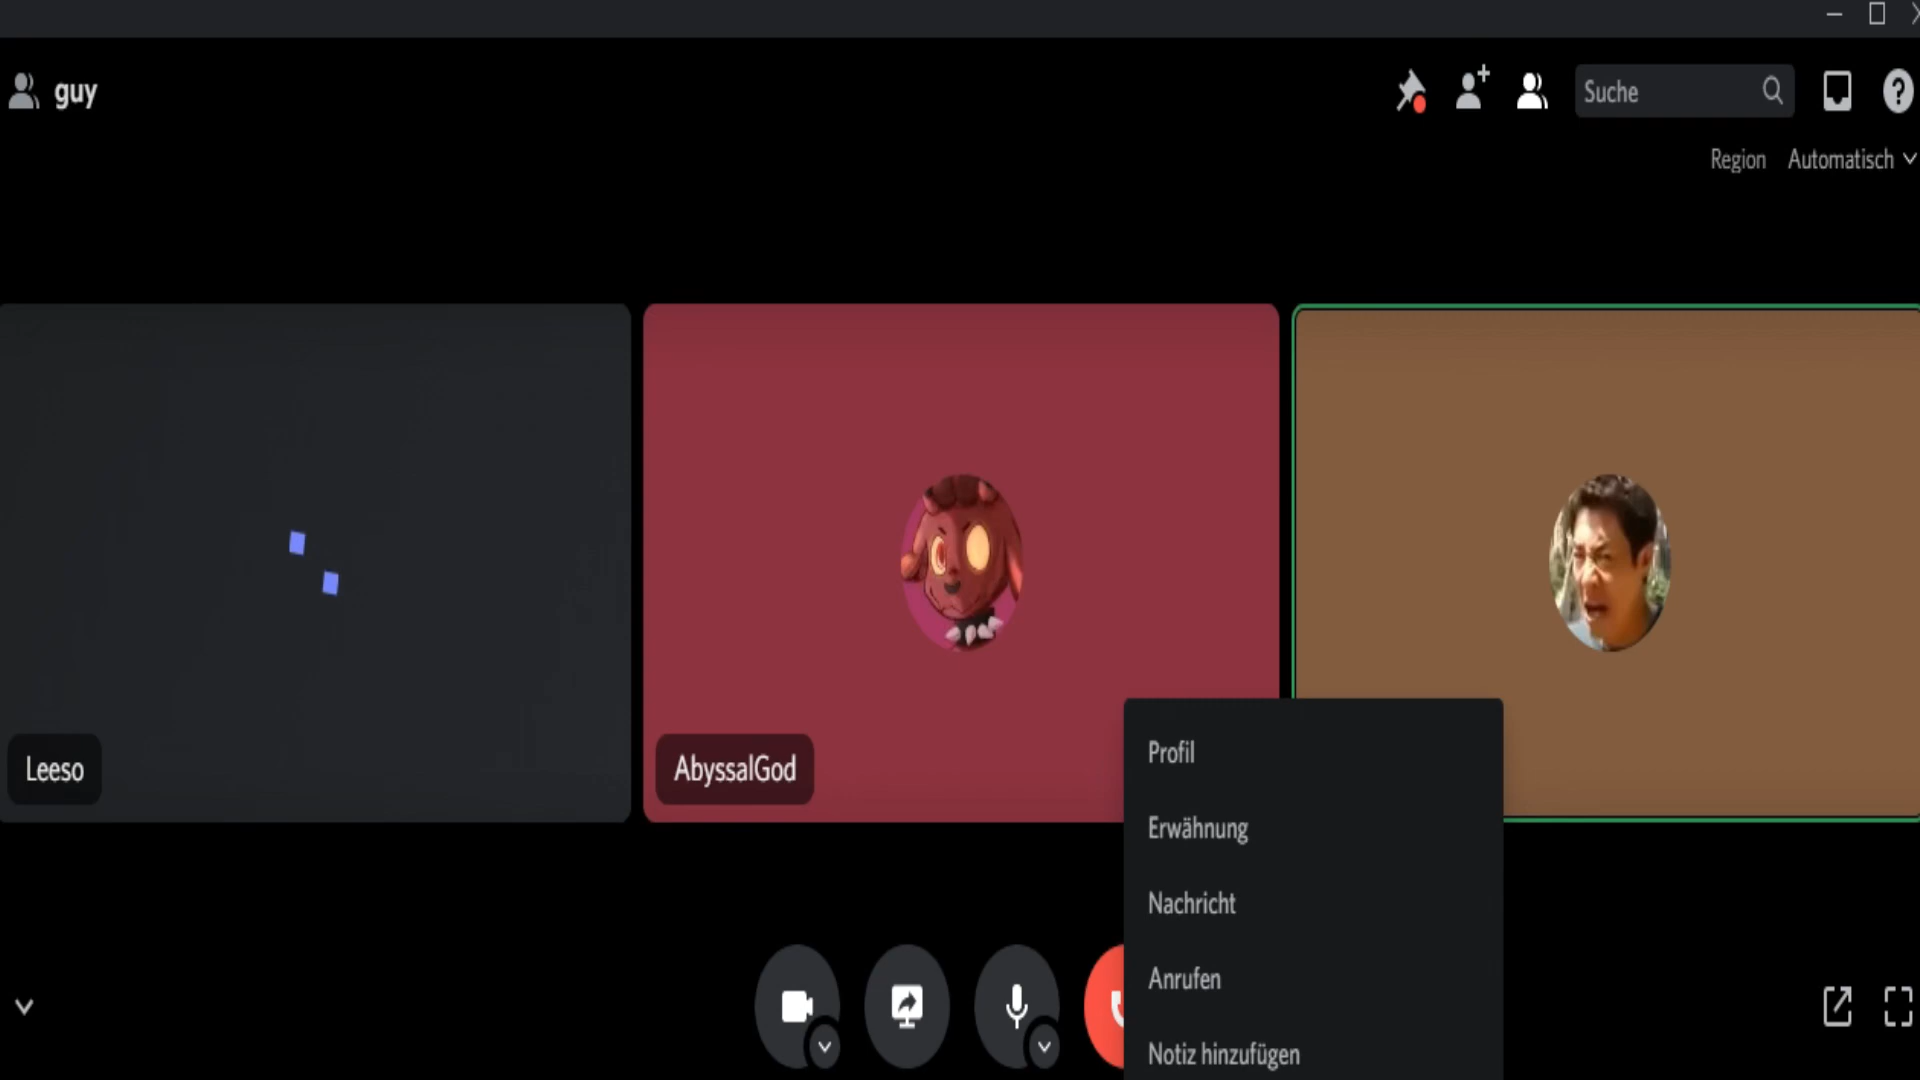 guy
Suche
Region Automatisch
Leeso
AbyssalGod
Profil
Erwähnung
Nachricht
Anrufen
Notiz hinzufügen